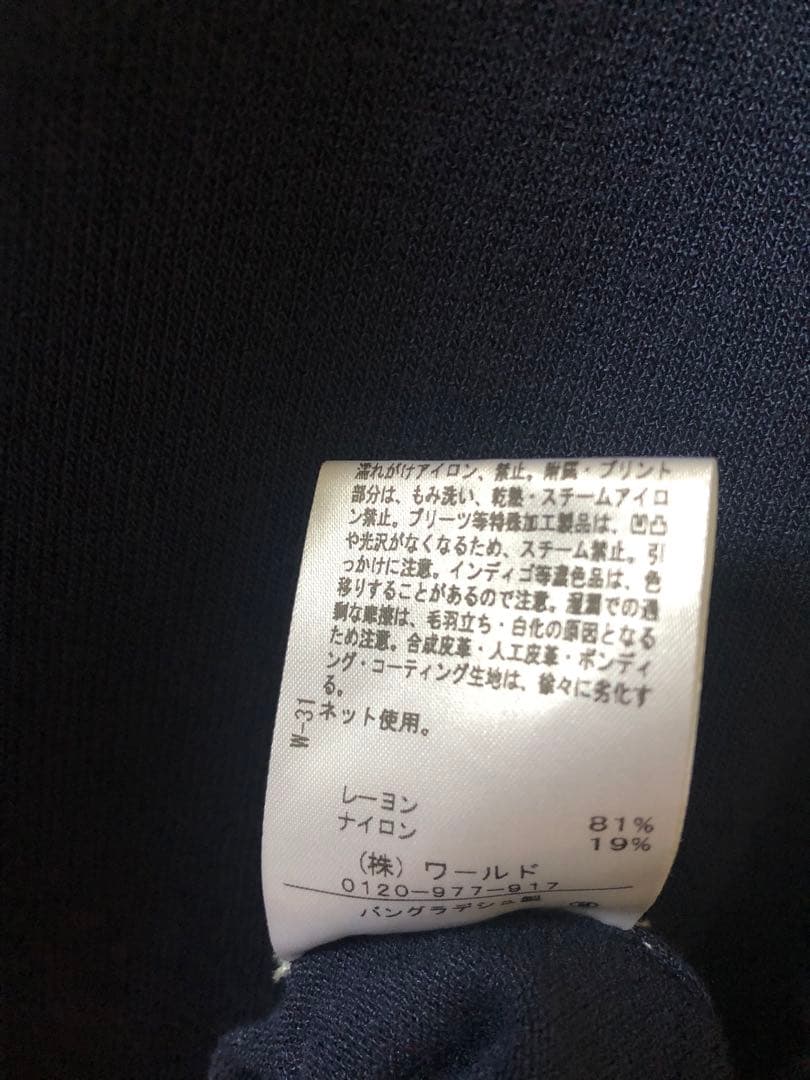 濡れがけアイロン、禁止。附属・プリント
部分は、もみ洗い、乾熱・スチームアイロ
ン禁止。プリーツ等特殊加工製品は、凹凸
や光沢がなくなるため、スチーム禁止。引
っかけに注意。インディゴ等濃色品は、色
移りすることがあるので注意。湿潤での過
剰な摩擦は、毛羽立ち・白化の原因となる
ため注意。合成皮革・人工皮革・ボンディ
ング・コーティング生地は、徐々に劣化す
る。
ネット使用。
W-31
レーヨン 81%
ナイロン 19%
(株) ワールド
0120-977-917
バングラデシュ製